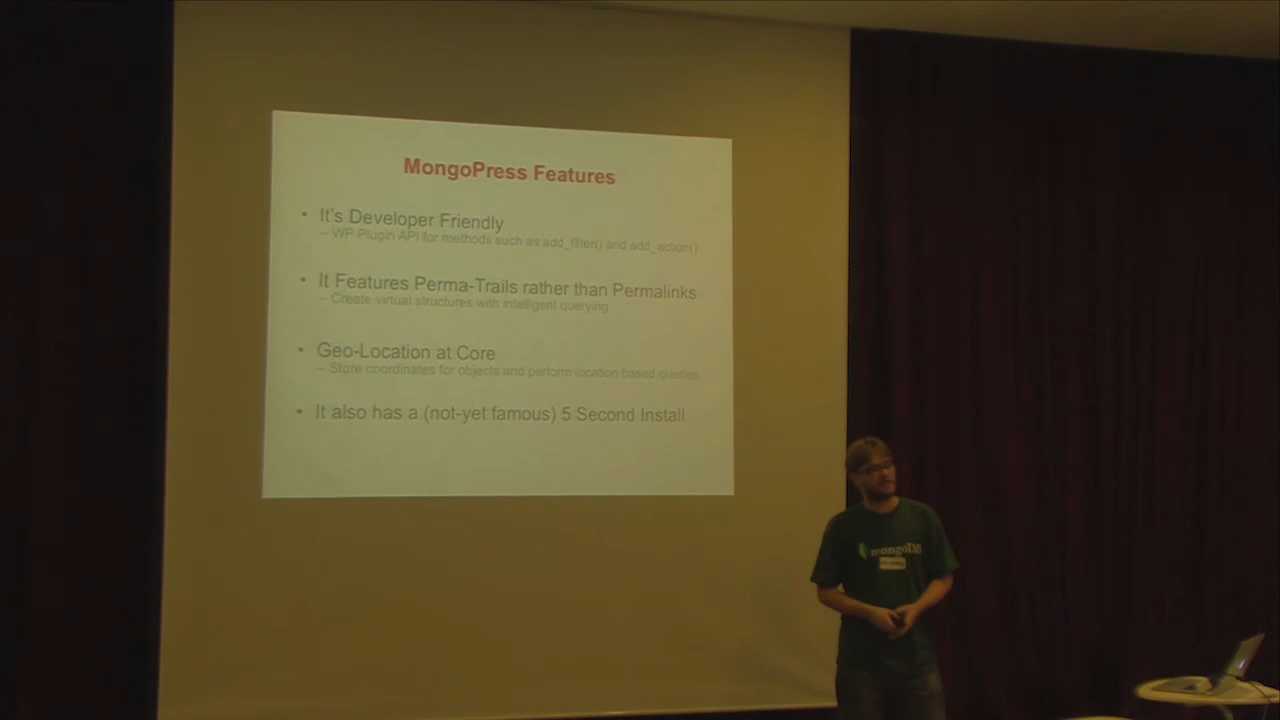 MongoPress Features
• It's Developer Friendly
– WP Plugin API for methods such as add_filter() and add_action()
• It Features Perma-Trails rather than Permalinks
– Create virtual structures with intelligent querying
• Geo-Location at Core
– Store coordinates for objects and perform location based queries
• It also has a (not-yet famous) 5 Second Install
mongoDB